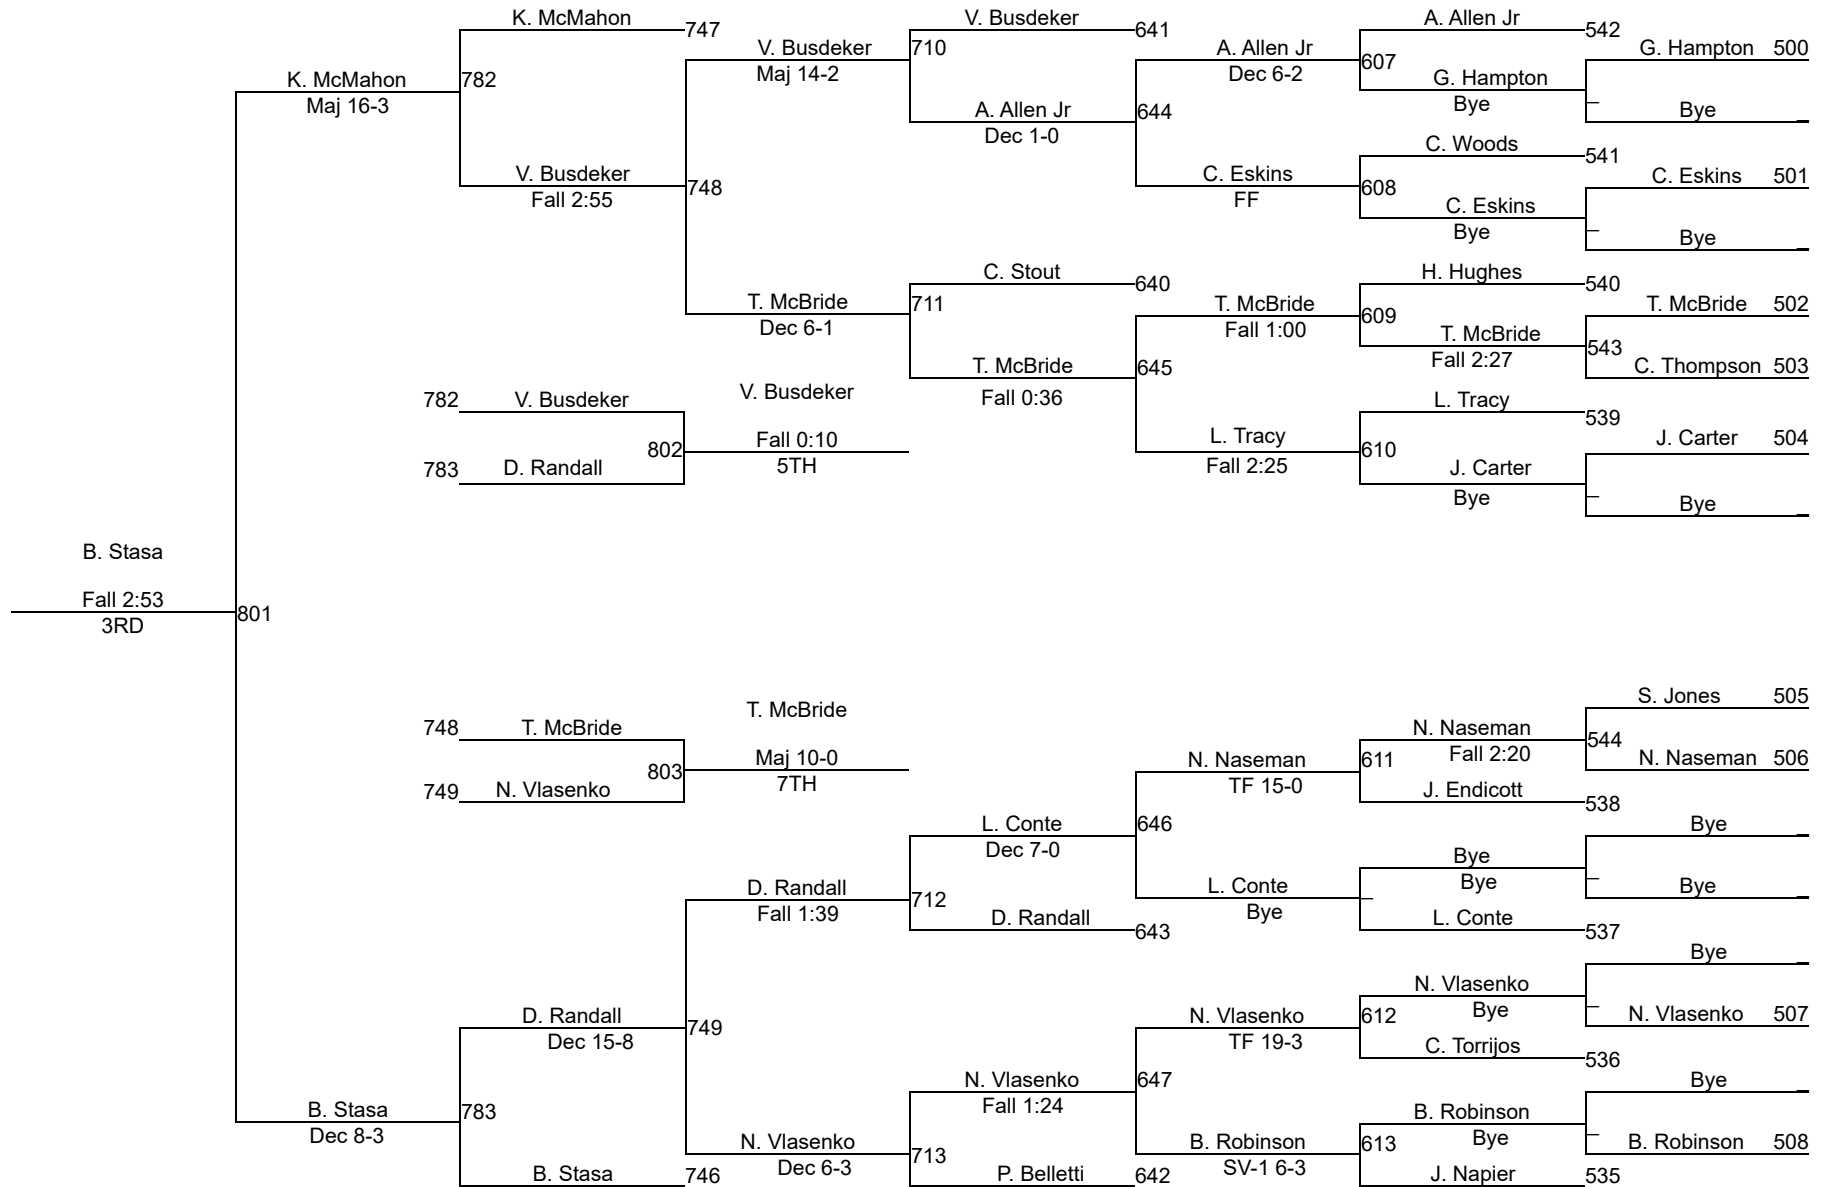 K. McMahon 747
V. Busdeker 641
A. Allen Jr 542
V. Busdeker 710
A. Allen Jr
G. Hampton 500
K. McMahon 782
Maj 14-2
Dec 6-2 607
G. Hampton
Maj 16-3
A. Allen Jr 644
Bye _
Bye _
Dec 1-0
C. Woods 541
V. Busdeker 748
C. Eskins 608
C. Eskins 501
Fall 2:55
FF
C. Eskins
Bye _
Bye _
C. Stout 640
H. Hughes 540
T. McBride 711
T. McBride 609
T. McBride 502
Dec 6-1
Fall 1:00
T. McBride 543
Fall 2:27
T. McBride 645
C. Thompson 503
782 V. Busdeker
V. Busdeker
Fall 0:36
L. Tracy 539
802 Fall 0:10
L. Tracy 610
J. Carter 504
783 D. Randall
5TH
Fall 2:25
J. Carter
Bye _
Bye _
B. Stasa
Fall 2:53 801
3RD
S. Jones 505
748 T. McBride
T. McBride
N. Naseman 544
803 Maj 10-0
N. Naseman 611
Fall 2:20
N. Naseman 506
749 N. Vlasenko
7TH
TF 15-0
J. Endicott 538
L. Conte 646
Bye _
Dec 7-0
Bye
Bye _
D. Randall 712
L. Conte _
Bye _
Fall 1:39
Bye
D. Randall 643
L. Conte 537
Bye _
N. Vlasenko _
D. Randall 749
N. Vlasenko 612
Bye
N. Vlasenko 507
Dec 15-8
TF 19-3
C. Torrijos 536
N. Vlasenko 647
Bye _
B. Stasa 783
Fall 1:24
B. Robinson _
Dec 8-3
N. Vlasenko 713
B. Robinson 613
Bye
B. Robinson 508
Dec 6-3
SV-1 6-3
B. Stasa 746
P. Belletti 642
J. Napier 535